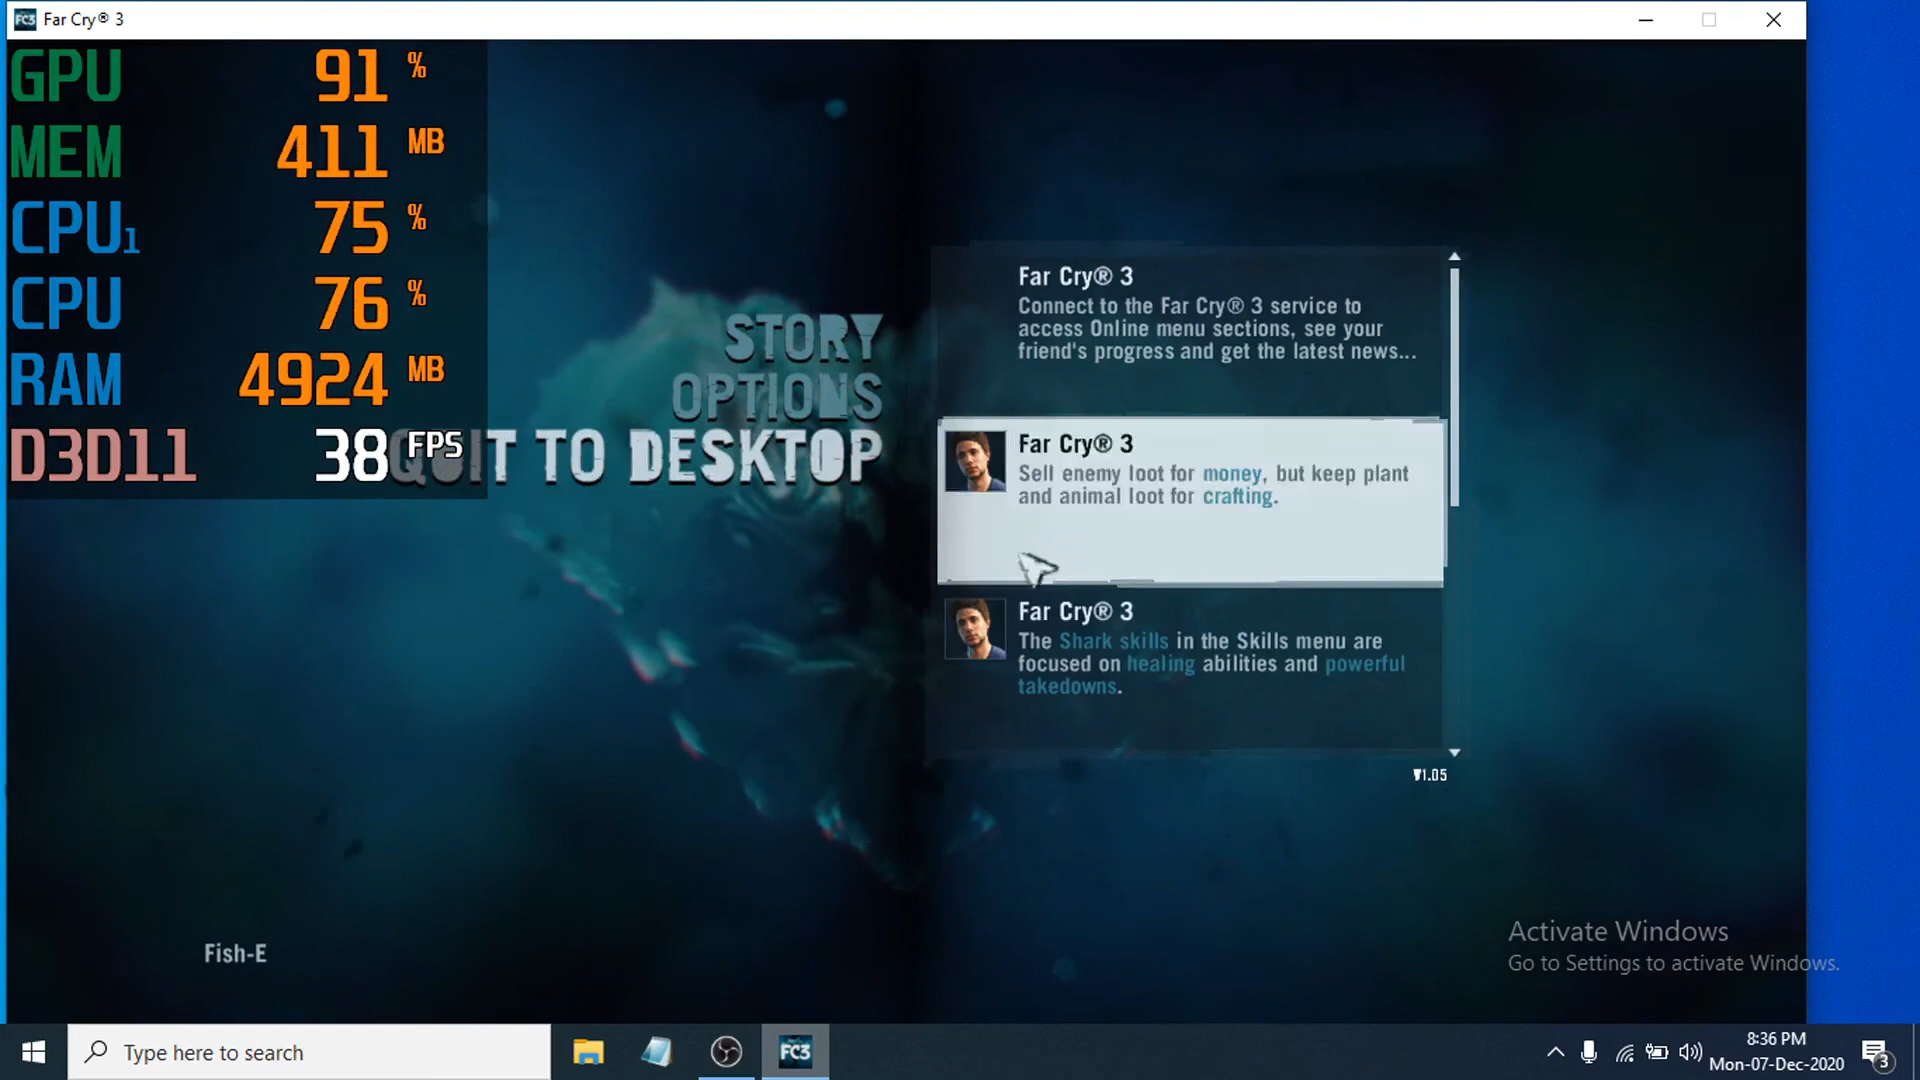 FC3 Far Cry® 3
GPU 91 %
MEM 411 MB
CPU1 75 %
CPU 76 %
RAM 4924 MB
D3D11 38 FPS
STORY
OPTIONS
QUIT TO DESKTOP
Far Cry® 3
Connect to the Far Cry® 3 service to
access Online menu sections, see your
friend's progress and get the latest news...
Far Cry® 3
Sell enemy loot for money, but keep plant
and animal loot for crafting.
Far Cry® 3
The Shark skills in the Skills menu are
focused on healing abilities and powerful
takedowns.
V1.05
Fish-E
Activate Windows
Go to Settings to activate Windows.
Type here to search
FC3
8:36 PM
Mon-07-Dec-2020
3